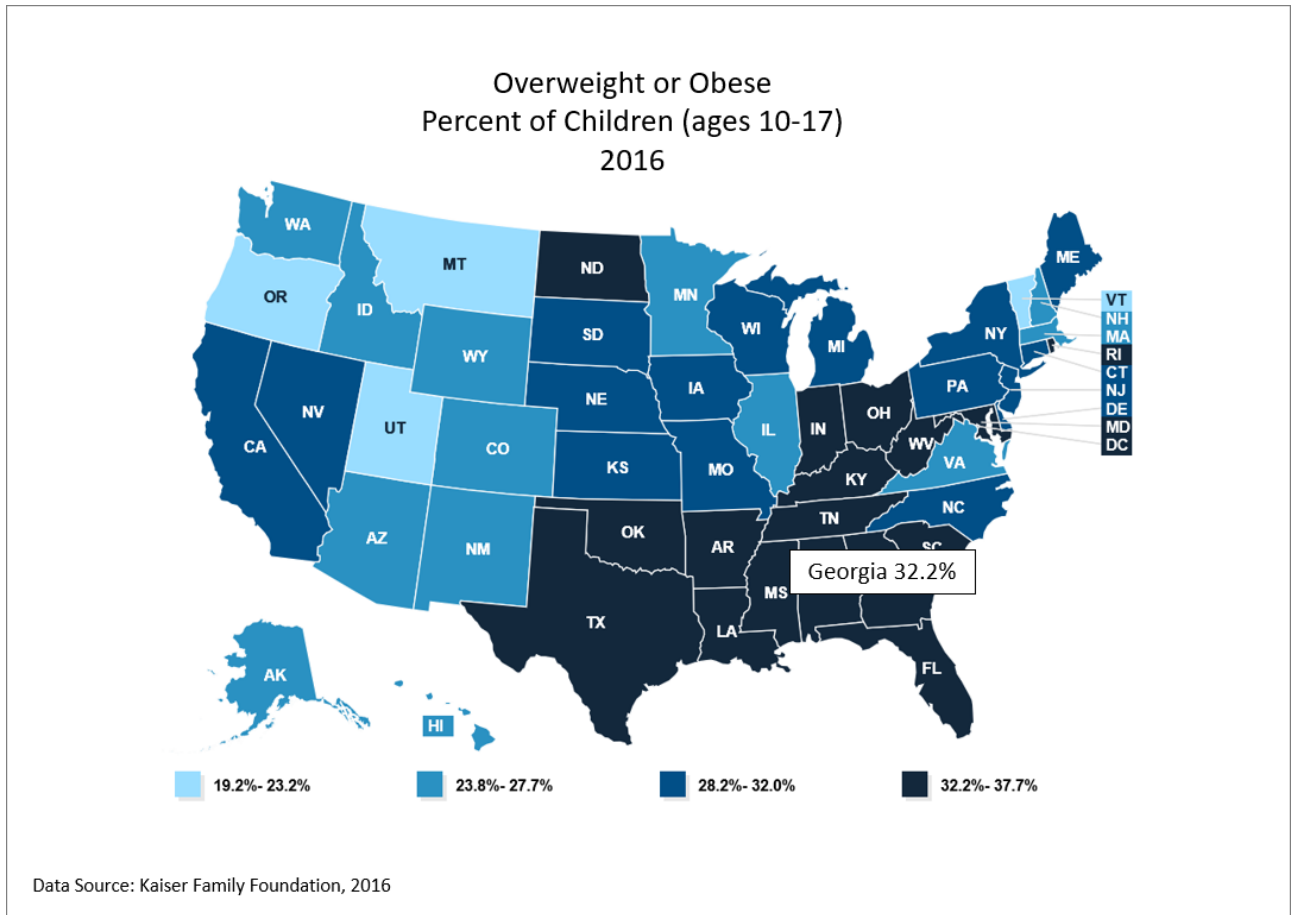 Overweight or Obese
Percent of Children (ages 10-17)
2016
WA
MT
ND
MN
ME
OR
ID
SD
WI
MI
NY
VT
NH
MA
RI
CT
NJ
DE
MD
DC
WY
IA
NE
PA
NV
UT
CO
IL
IN
OH
CA
KS
MO
WV
VA
KY
AZ
NM
OK
AR
TN
NC
SC
Georgia 32.2%
MS
TX
LA
FL
AK
HI
19.2%- 23.2%
23.8%- 27.7%
28.2%- 32.0%
32.2%- 37.7%
Data Source: Kaiser Family Foundation, 2016